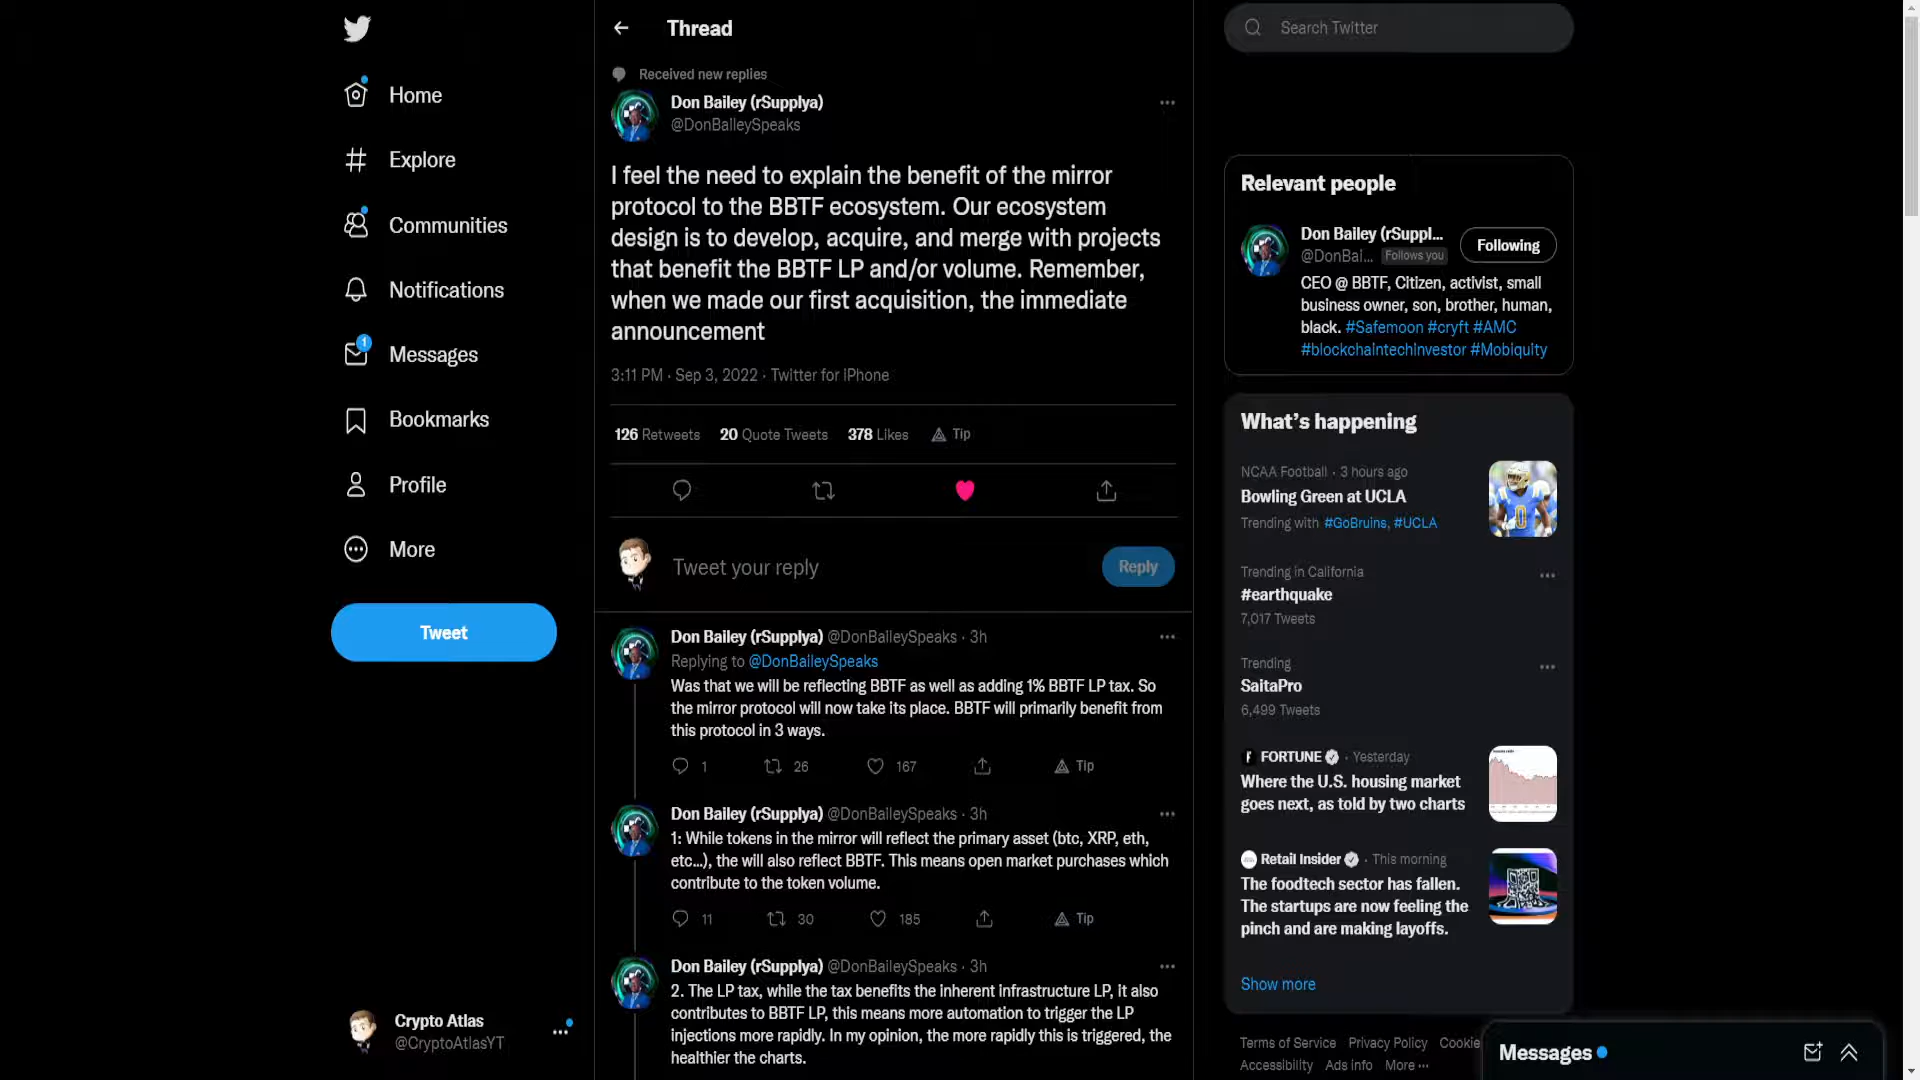 Home
Explore
Communities
Notifications
1
Messages
Bookmarks
Profile
More
Tweet
Crypto Atlas
@CryptoAtlasYT
Thread
Received new replies
Don Bailey (rSupplya)
@DonBaileySpeaks
I feel the need to explain the benefit of the mirror
protocol to the BBTF ecosystem. Our ecosystem
design is to develop, acquire, and merge with projects
that benefit the BBTF LP and/or volume. Remember,
when we made our first acquisition, the immediate
announcement
3:11 PM · Sep 3, 2022 · Twitter for iPhone
126 Retweets 20 Quote Tweets 378 Likes Tip
Tweet your reply
Reply
Don Bailey (rSupplya) @DonBaileySpeaks · 3h
Replying to @DonBaileySpeaks
Was that we will be reflecting BBTF as well as adding 1% BBTF LP tax. So
the mirror protocol will now take its place. BBTF will primarily benefit from
this protocol in 3 ways.
1 26 167 Tip
Don Bailey (rSupplya) @DonBaileySpeaks · 3h
1: While tokens in the mirror will reflect the primary asset (btc, XRP, eth,
etc...), the will also reflect BBTF. This means open market purchases which
contribute to the token volume.
11 30 185 Tip
Don Bailey (rSupplya) @DonBaileySpeaks · 3h
2. The LP tax, while the tax benefits the inherent infrastructure LP, it also
contributes to BBTF LP, this means more automation to trigger the LP
injections more rapidly. In my opinion, the more rapidly this is triggered, the
healthier the charts.
Search Twitter
Relevant people
Don Bailey (rSuppl...
@DonBai... Follows you
Following
CEO @ BBTF, Citizen, activist, small
business owner, son, brother, human,
black. #Safemoon #cryft #AMC
#blockchaintechinvestor #Mobiquity
What's happening
NCAA Football · 3 hours ago
Bowling Green at UCLA
Trending with #GoBruins, #UCLA
Trending in California
#earthquake
7,017 Tweets
Trending
SaitaPro
6,499 Tweets
FORTUNE · Yesterday
Where the U.S. housing market
goes next, as told by two charts
Retail Insider · This morning
The foodtech sector has fallen.
The startups are now feeling the
pinch and are making layoffs.
Show more
Terms of Service Privacy Policy Cookie
Accessibility Ads info More ···
Messages